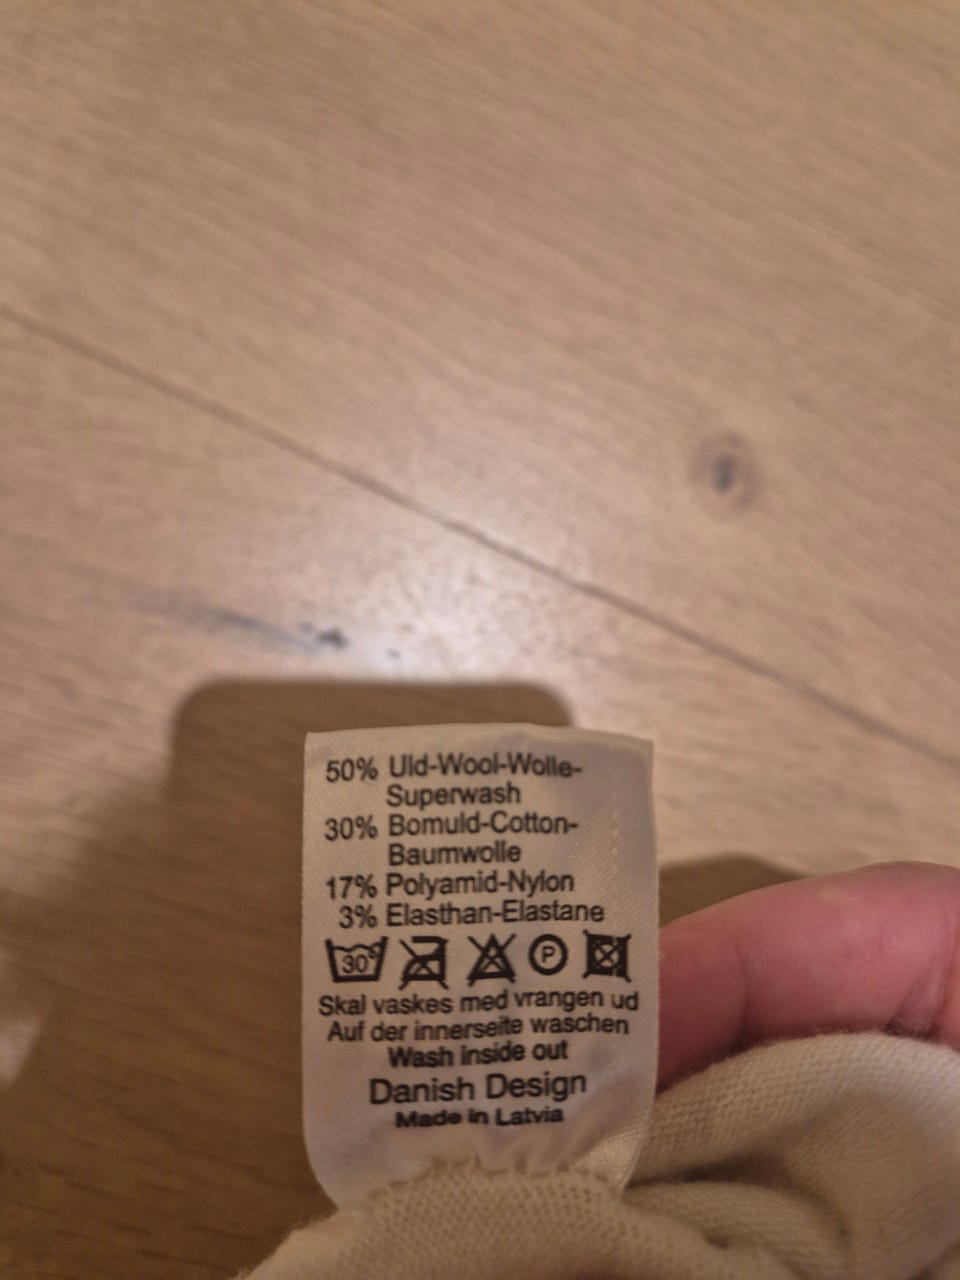 50% Uld-Wool-Wolle-
Superwash
30% Bomuld-Cotton-
Baumwolle
17% Polyamid-Nylon
3% Elasthan-Elastane
30° P
Skal vaskes med vrangen ud
Auf der innerseite waschen
Wash inside out
Danish Design
Made in Latvia